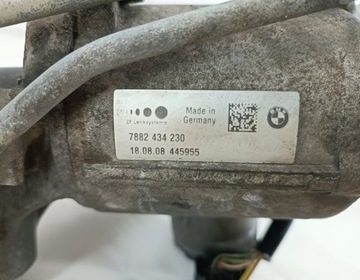 ZF Lenksysteme
Made in
Germany
7882 434 230
18.08.08 445955